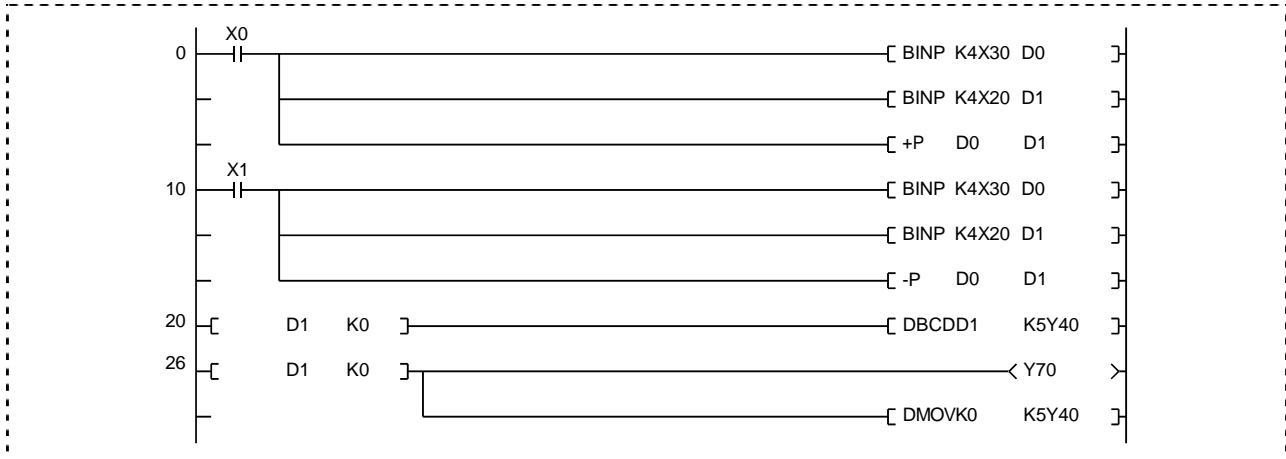 X0
0 BINP K4X30 D0
BINP K4X20 D1
+P D0 D1
X1
10 BINP K4X30 D0
BINP K4X20 D1
-P D0 D1
20 D1 K0 DBCDD1 K5Y40
26 D1 K0 Y70
DMOVK0 K5Y40